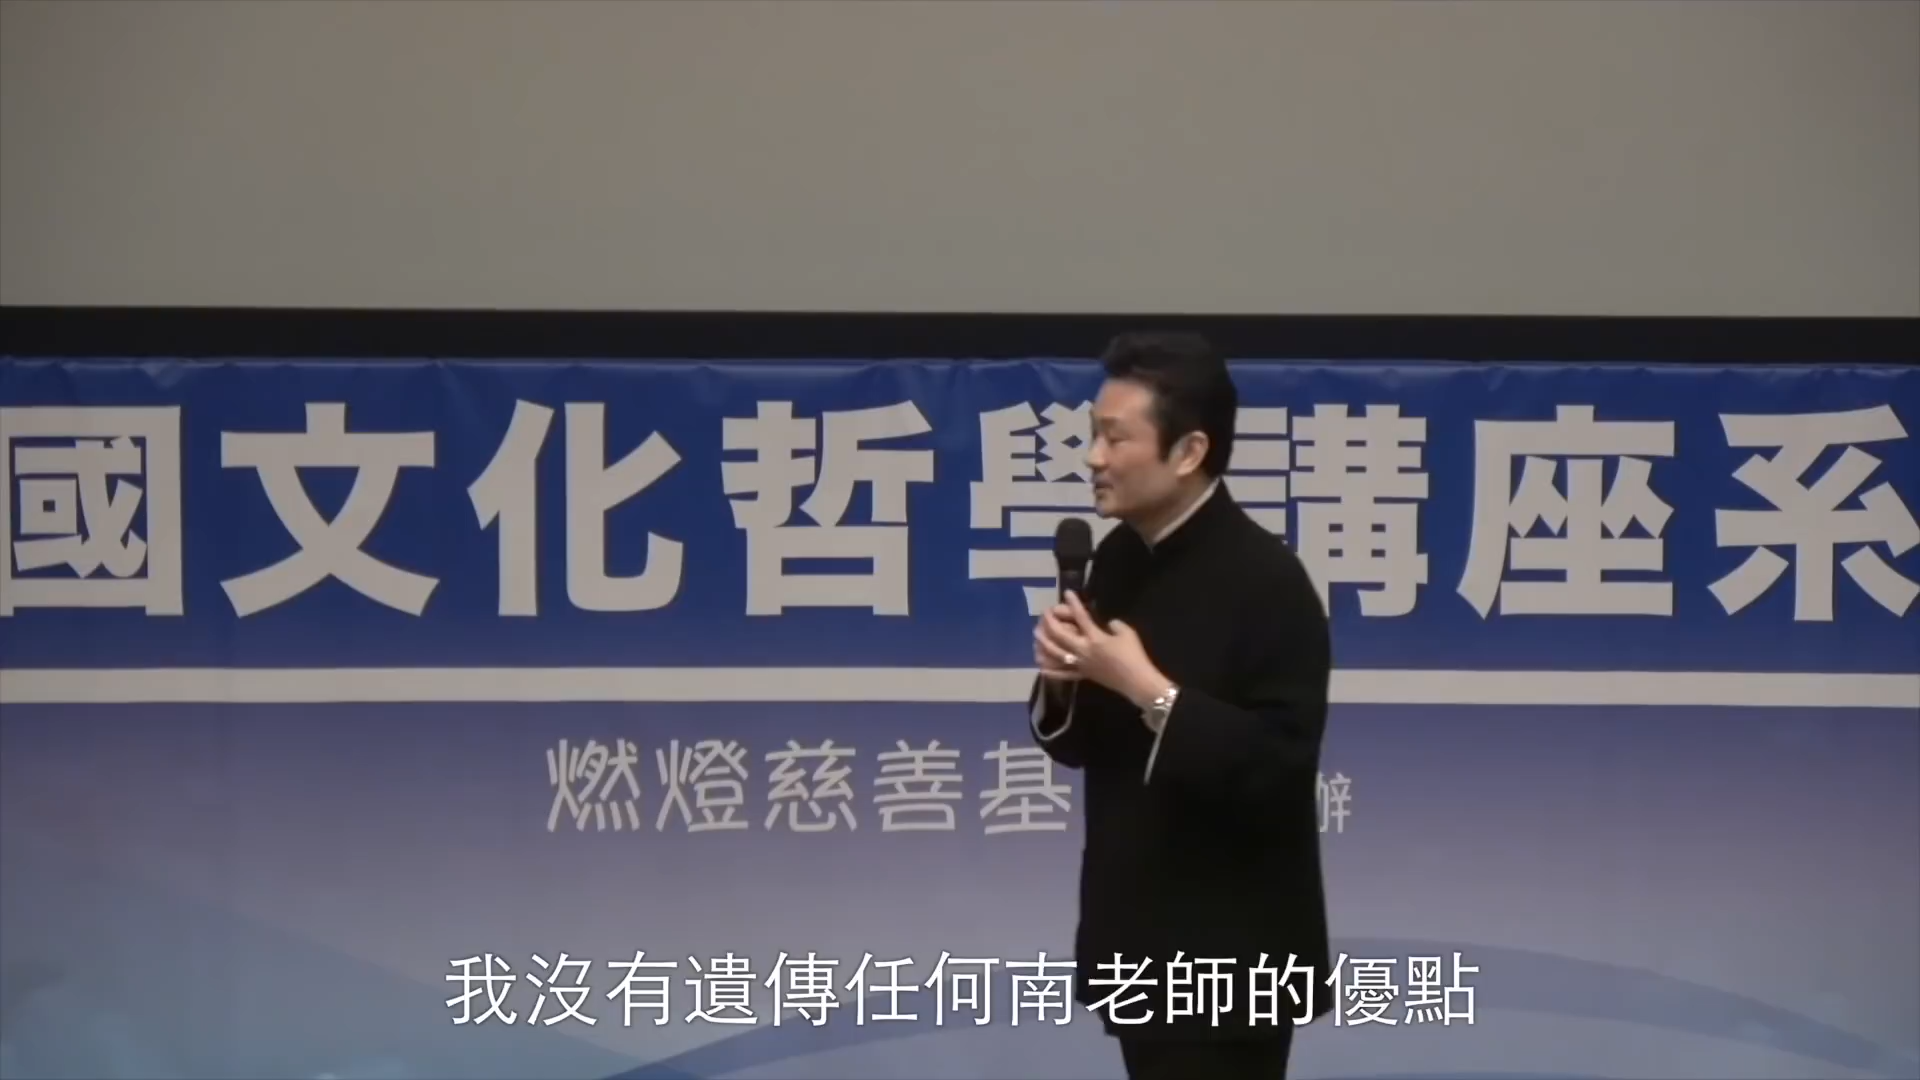 國文化哲學講座系
燃燈慈善基 辦
我沒有遺傳任何南老師的優點